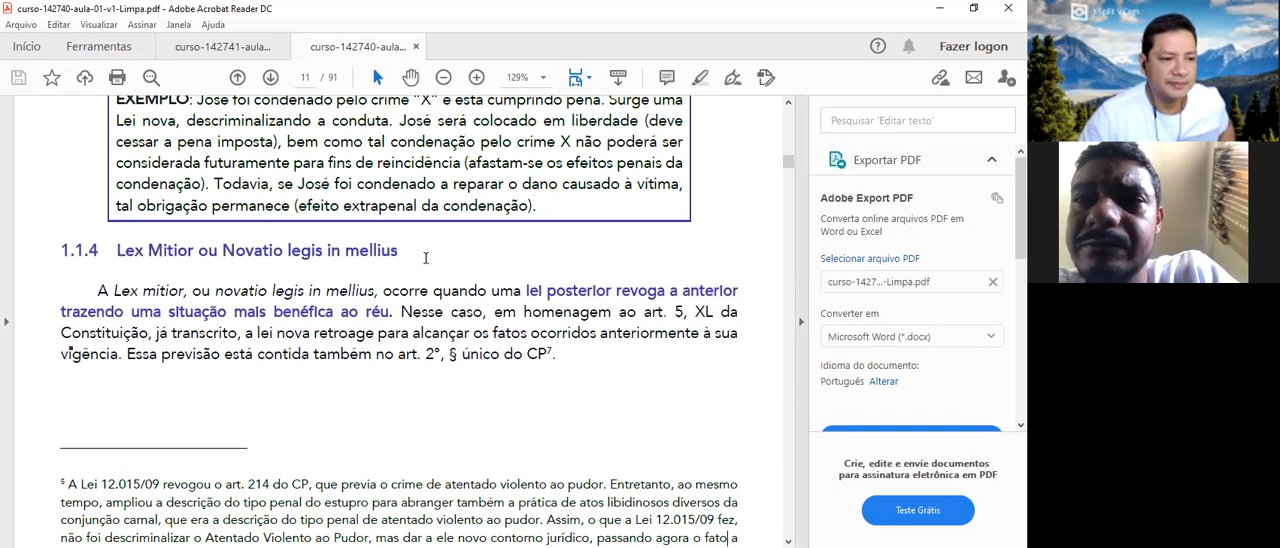 curso-142740-aula-01-v1-Limpa.pdf - Adobe Acrobat Reader DC
Arquivo Editar Visualizar Assinar Janela Ajuda
Início Ferramentas curso-142741-aula... curso-142740-aula... × Fazer logon
11 / 91 129%
EXEMPLO: José foi condenado pelo crime "X" e está cumprindo pena. Surge uma
Lei nova, descriminalizando a conduta. José será colocado em liberdade (deve
cessar a pena imposta), bem como tal condenação pelo crime X não poderá ser
considerada futuramente para fins de reincidência (afastam-se os efeitos penais da
condenação). Todavia, se José foi condenado a reparar o dano causado à vítima,
tal obrigação permanece (efeito extrapenal da condenação).
1.1.4 Lex Mitior ou Novatio legis in mellius
A Lex mitior, ou novatio legis in mellius, ocorre quando uma lei posterior revoga a anterior
trazendo uma situação mais benéfica ao réu. Nesse caso, em homenagem ao art. 5, XL da
Constituição, já transcrito, a lei nova retroage para alcançar os fatos ocorridos anteriormente à sua
vigência. Essa previsão está contida também no art. 2°, § único do CP⁷.
⁵ A Lei 12.015/09 revogou o art. 214 do CP, que previa o crime de atentado violento ao pudor. Entretanto, ao mesmo
tempo, ampliou a descrição do tipo penal do estupro para abranger também a prática de atos libidinosos diversos da
conjunção carnal, que era a descrição do tipo penal de atentado violento ao pudor. Assim, o que a Lei 12.015/09 fez,
não foi descriminalizar o Atentado Violento ao Pudor, mas dar a ele novo contorno jurídico, passando agora o fato a
Pesquisar 'Editar texto'
Exportar PDF
Adobe Export PDF
Converta online arquivos PDF em
Word ou Excel
Selecionar arquivo PDF
curso-1427...-Limpa.pdf
Converter em
Microsoft Word (*.docx)
Idioma do documento:
Português Alterar
Crie, edite e envie documentos
para assinatura eletrônica em PDF
Teste Grátis
XSplit VCam